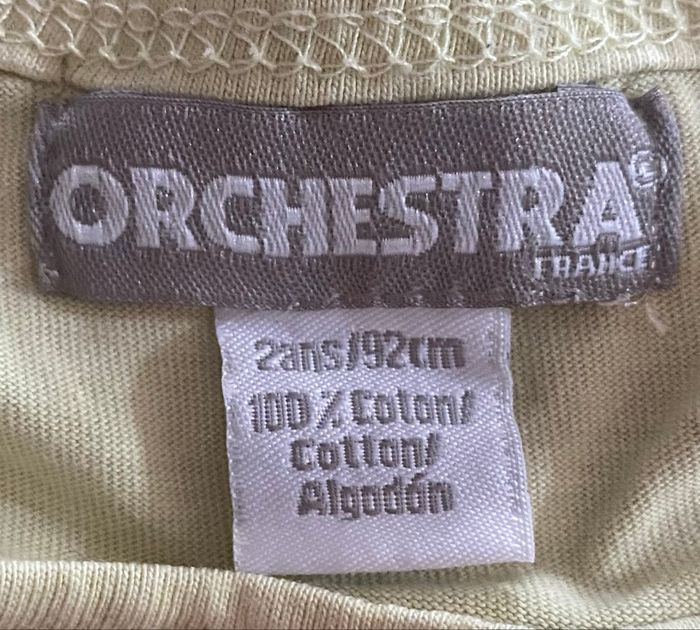 ORCHESTRA®
FRANCE
2ans/92cm
100% Coton/
Cotton/
Algodón